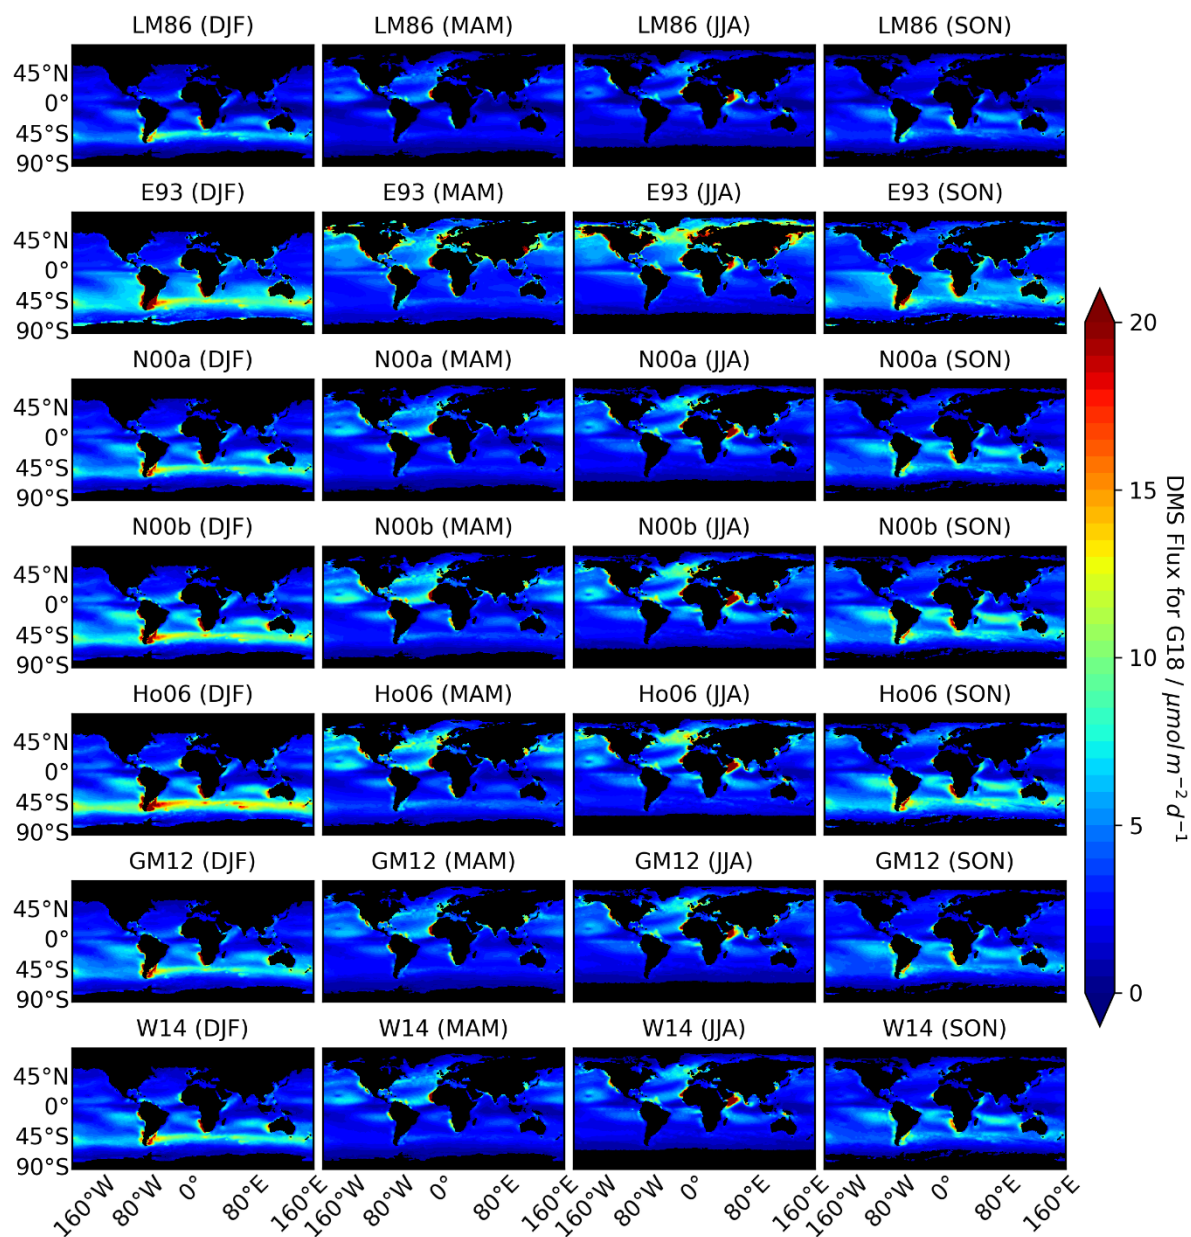 LM86 (DJF) LM86 (MAM) LM86 (JJA) LM86 (SON)
45°N
0°
45°S
90°S
E93 (DJF) E93 (MAM) E93 (JJA) E93 (SON)
45°N
0°
45°S
90°S
N00a (DJF) N00a (MAM) N00a (JJA) N00a (SON)
45°N
0°
45°S
90°S
N00b (DJF) N00b (MAM) N00b (JJA) N00b (SON)
45°N
0°
45°S
90°S
Ho06 (DJF) Ho06 (MAM) Ho06 (JJA) Ho06 (SON)
45°N
0°
45°S
90°S
GM12 (DJF) GM12 (MAM) GM12 (JJA) GM12 (SON)
45°N
0°
45°S
90°S
W14 (DJF) W14 (MAM) W14 (JJA) W14 (SON)
45°N
0°
45°S
90°S
160°W 80°W 0° 80°E 160°W 80°W 0° 80°E 160°W 80°W 0° 80°E 160°W 80°W 0° 80°E 160°E
20
15
10
5
0
DMS Flux for G18 / μmol m⁻² d⁻¹